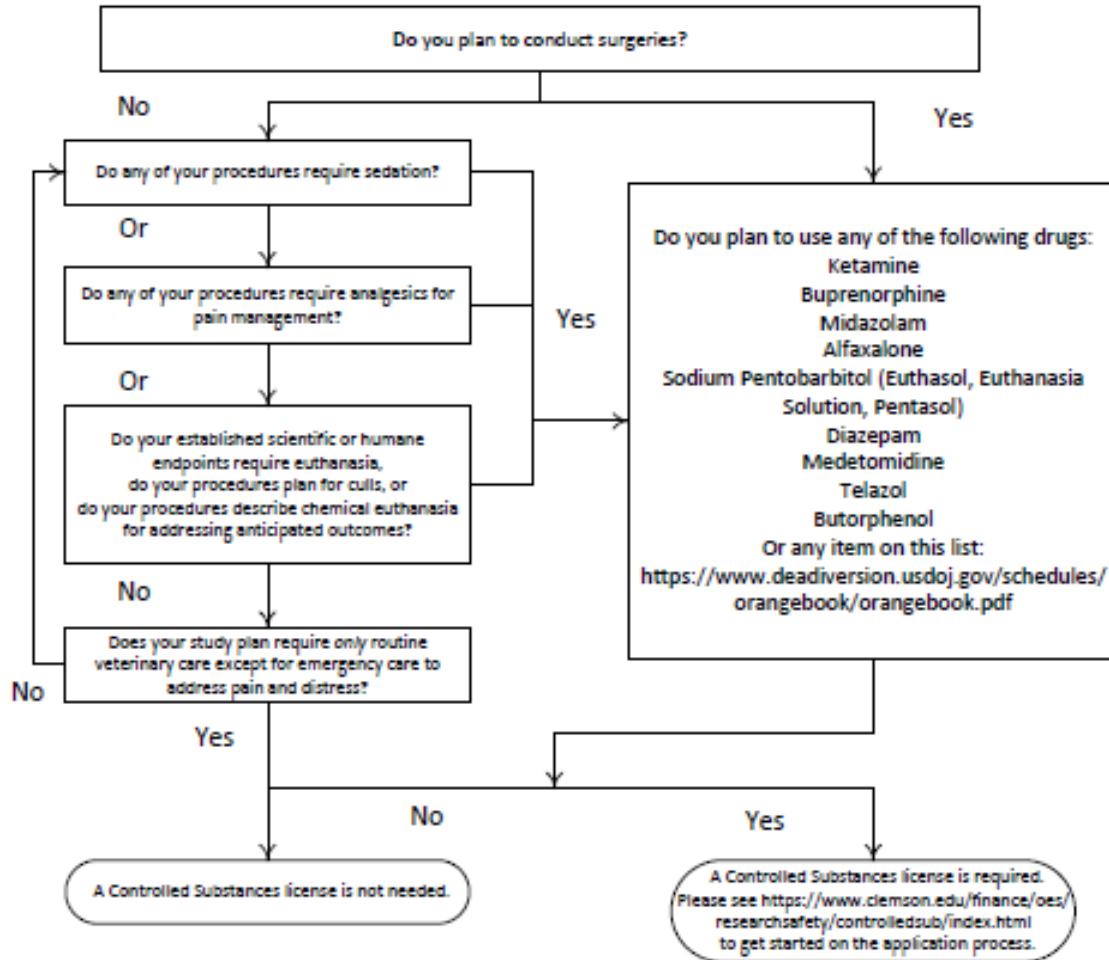 Do you plan to conduct surgeries?
No
Yes
Do any of your procedures require sedation?
Or
Do any of your procedures require analgesics for
pain management?
Yes
Or
Do your established scientific or humane
endpoints require euthanasia,
do your procedures plan for culls, or
do your procedures describe chemical euthanasia
for addressing anticipated outcomes?
No
Does your study plan require only routine
veterinary care except for emergency care to
address pain and distress?
No
Yes
Do you plan to use any of the following drugs:
Ketamine
Buprenorphine
Midazolam
Alfaxalone
Sodium Pentobarbitol (Euthasol, Euthanasia
Solution, Pentasol)
Diazepam
Medetomidine
Telazol
Butorphenol
Or any item on this list:
https://www.deadiversion.usdoj.gov/schedules/
orangebook/orangebook.pdf
No
Yes
A Controlled Substances license is not needed.
A Controlled Substances license is required.
Please see https://www.clemson.edu/finance/oes/
researchsafety/controlledsub/index.html
to get started on the application process.